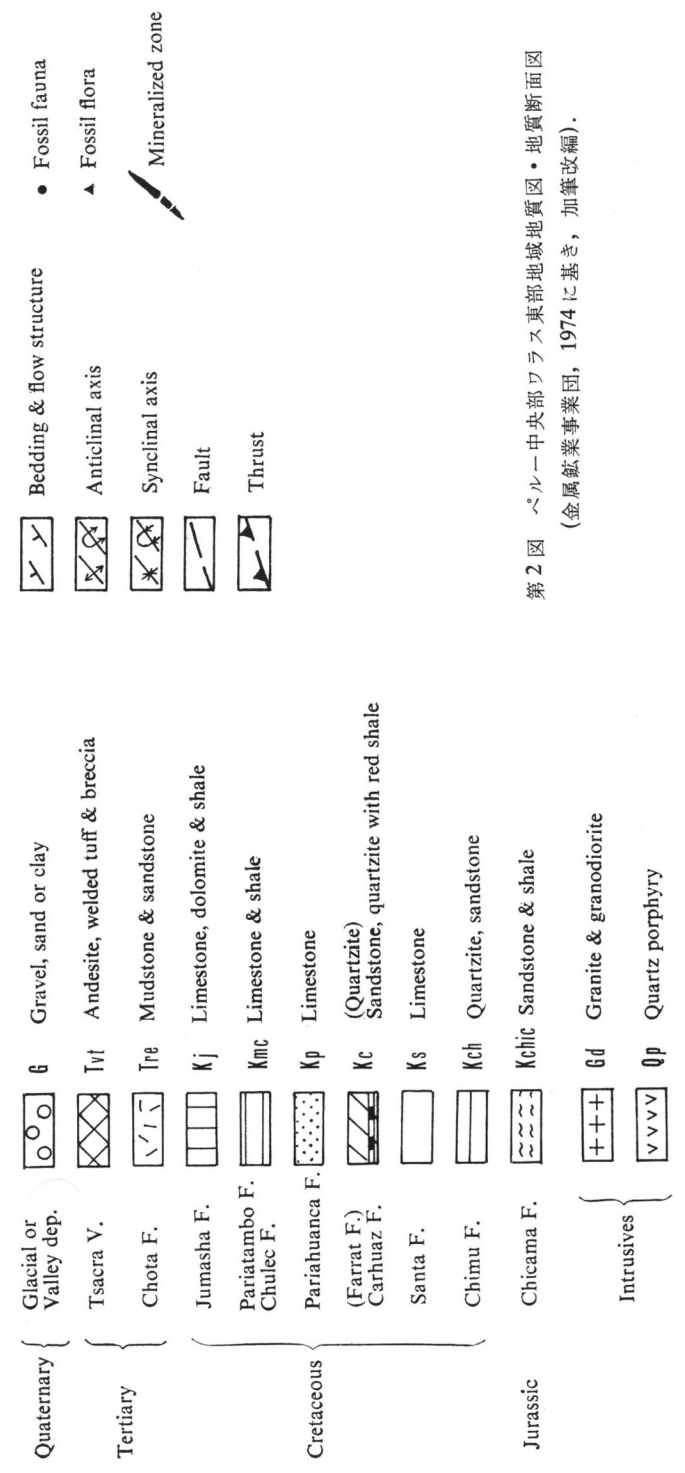 Quaternary { Glacial or Valley dep. G Gravel, sand or clay
Tertiary { Tsacra V. Tvt Andesite, welded tuff & breccia
Chota F. Tre Mudstone & sandstone
Cretaceous { Jumasha F. Kj Limestone, dolomite & shale
Pariatambo F.
Chulec F. Kmc Limestone & shale
Pariahuanca F. Kp Limestone
(Farrat F.) (Quartzite)
Carhuaz F. Kc Sandstone, quartzite with red shale
Santa F. Ks Limestone
Chimu F. Kch Quartzite, sandstone
Jurassic Chicama F. Kchic Sandstone & shale
Intrusives { Gd Granite & granodiorite
Qp Quartz porphyry
Bedding & flow structure
Anticlinal axis
Synclinal axis
Fault
Thrust
Fossil fauna
Fossil flora
Mineralized zone
第2図 ペルー中央部ワラス東部地域地質図・地質断面図
(金属鉱業事業団, 1974 に基き, 加筆改編).